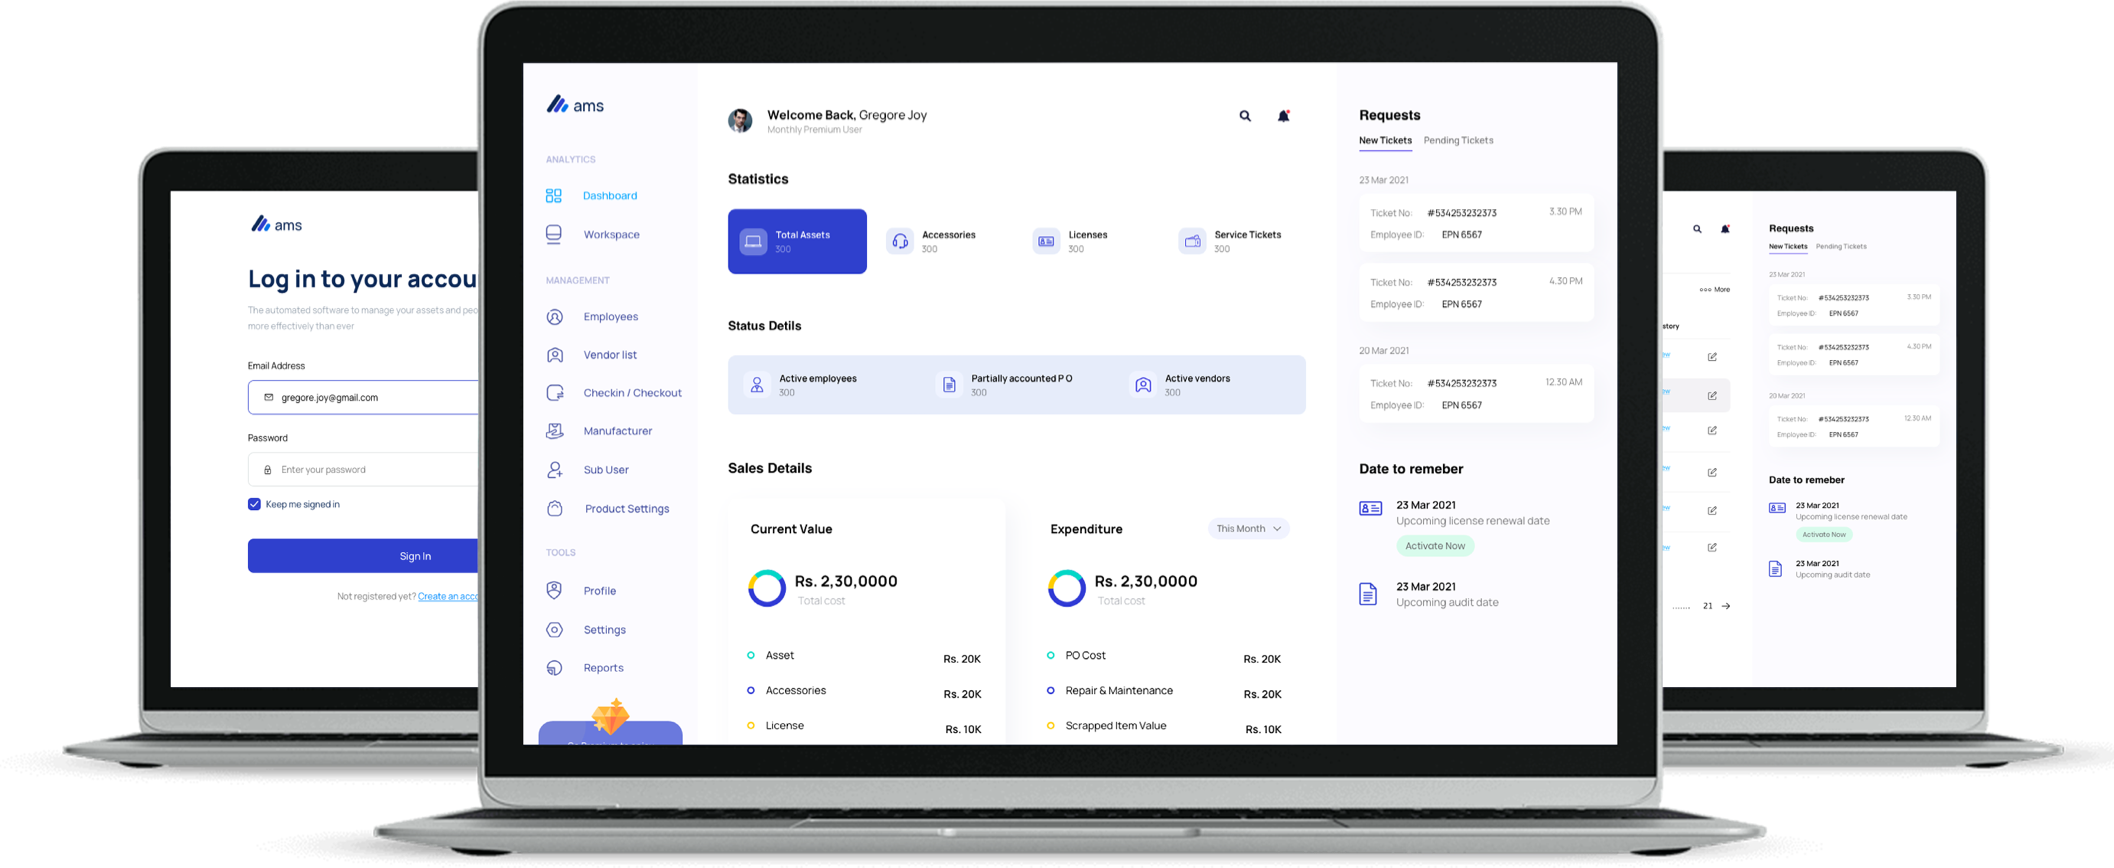 ams
Log in to your accou
The automated software to manage your assets and peo
more effectively than ever
Email Address
gregore.joy@gmail.com
Password
Enter your password
Keep me signed in
Sign In
Not registered yet? Create an acco
ams
ANALYTICS
Dashboard
Workspace
MANAGEMENT
Employees
Vendor list
Checkin / Checkout
Manufacturer
Sub User
Product Settings
TOOLS
Profile
Settings
Reports
Welcome Back, Gregore Joy
Monthly Premium User
Statistics
Total Assets
300
Accessories
300
Licenses
300
Service Tickets
300
Status Detils
Active employees
300
Partially accounted P O
300
Active vendors
300
Sales Details
Current Value
Rs. 2,30,0000
Total cost
Asset Rs. 20K
Accessories Rs. 20K
License Rs. 10K
Expenditure This Month
Rs. 2,30,0000
Total cost
PO Cost Rs. 20K
Repair & Maintenance Rs. 20K
Scrapped Item Value Rs. 10K
Requests
New Tickets Pending Tickets
23 Mar 2021
Ticket No: #534253232373 3.30 PM
Employee ID: EPN 6567
Ticket No: #534253232373 4.30 PM
Employee ID: EPN 6567
20 Mar 2021
Ticket No: #534253232373 12.30 AM
Employee ID: EPN 6567
Date to remeber
23 Mar 2021
Upcoming license renewal date
Activate Now
23 Mar 2021
Upcoming audit date
More
story
....... 21
Requests
New Tickets Pending Tickets
23 Mar 2021
Ticket No: #534253232373 3.30 PM
Employee ID: EPN 6567
Ticket No: #534253232373 4.30 PM
Employee ID: EPN 6567
20 Mar 2021
Ticket No: #534253232373 12.30 AM
Employee ID: EPN 6567
Date to remeber
23 Mar 2021
Upcoming license renewal date
Activate Now
23 Mar 2021
Upcoming audit date